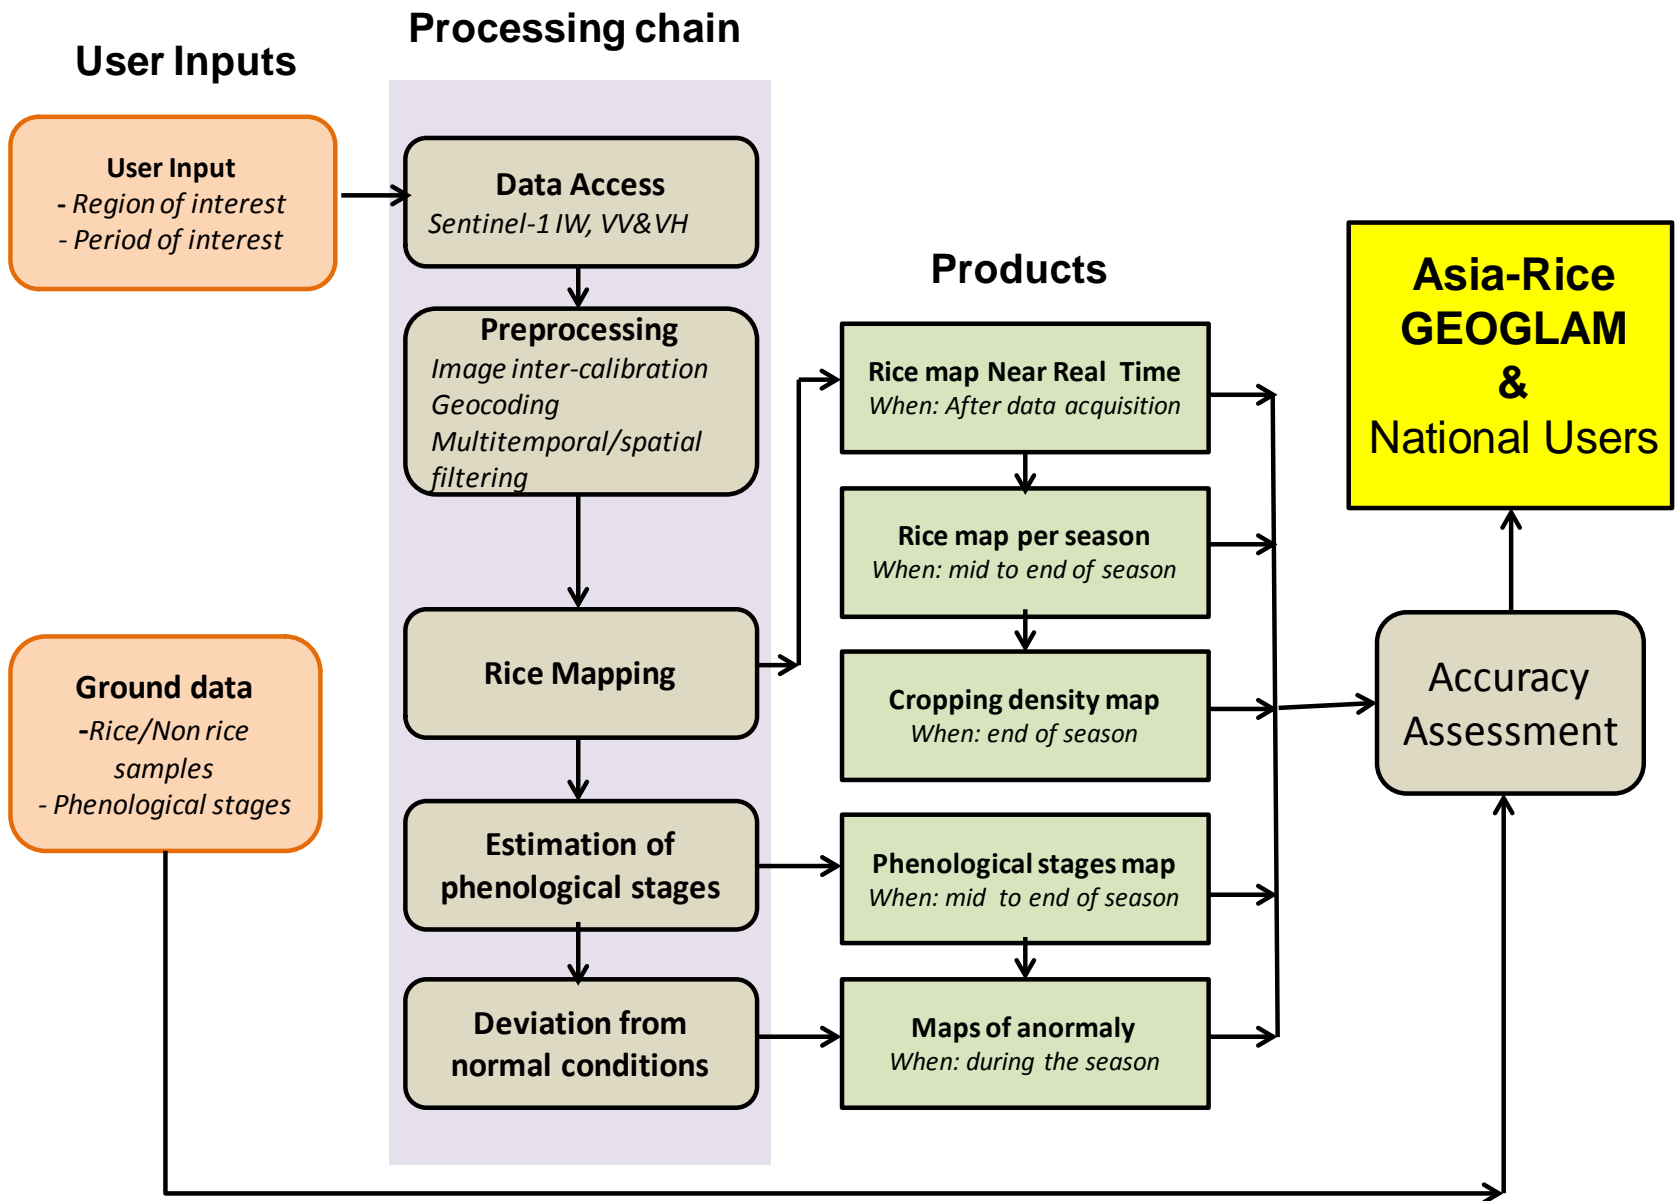 Processing chain
User Inputs
User Input
- Region of interest
- Period of interest
Data Access
Sentinel-1 IW, VV&VH
Preprocessing
Image inter-calibration
Geocoding
Multitemporal/spatial
filtering
Rice Mapping
Ground data
-Rice/Non rice
samples
- Phenological stages
Estimation of
phenological stages
Deviation from
normal conditions
Products
Rice map Near Real Time
When: After data acquisition
Rice map per season
When: mid to end of season
Cropping density map
When: end of season
Phenological stages map
When: mid to end of season
Maps of anormaly
When: during the season
Asia-Rice
GEOGLAM
&
National Users
Accuracy
Assessment